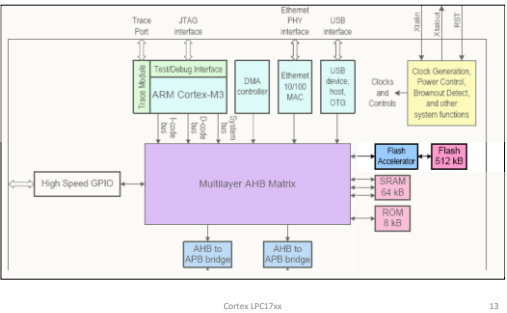 Trace
Port
JTAG
interface
Ethernet
PHY
interface
USB
interface
Xtalin
Xtalout
RST
Trace Module
Test/Debug Interface
ARM Cortex-M3
DMA
controller
Ethernet
10/100
MAC
USB
device,
host,
OTG
Clocks
and
Controls
Clock Generation,
Power Control,
Brownout Detect,
and other
system functions
I-code
bus
D-code
bus
System
bus
Flash
Accelerator
Flash
512 kB
High Speed GPIO
Multilayer AHB Matrix
SRAM
64 kB
ROM
8 kB
AHB to
APB bridge
AHB to
APB bridge
Cortex LPC17xx
13